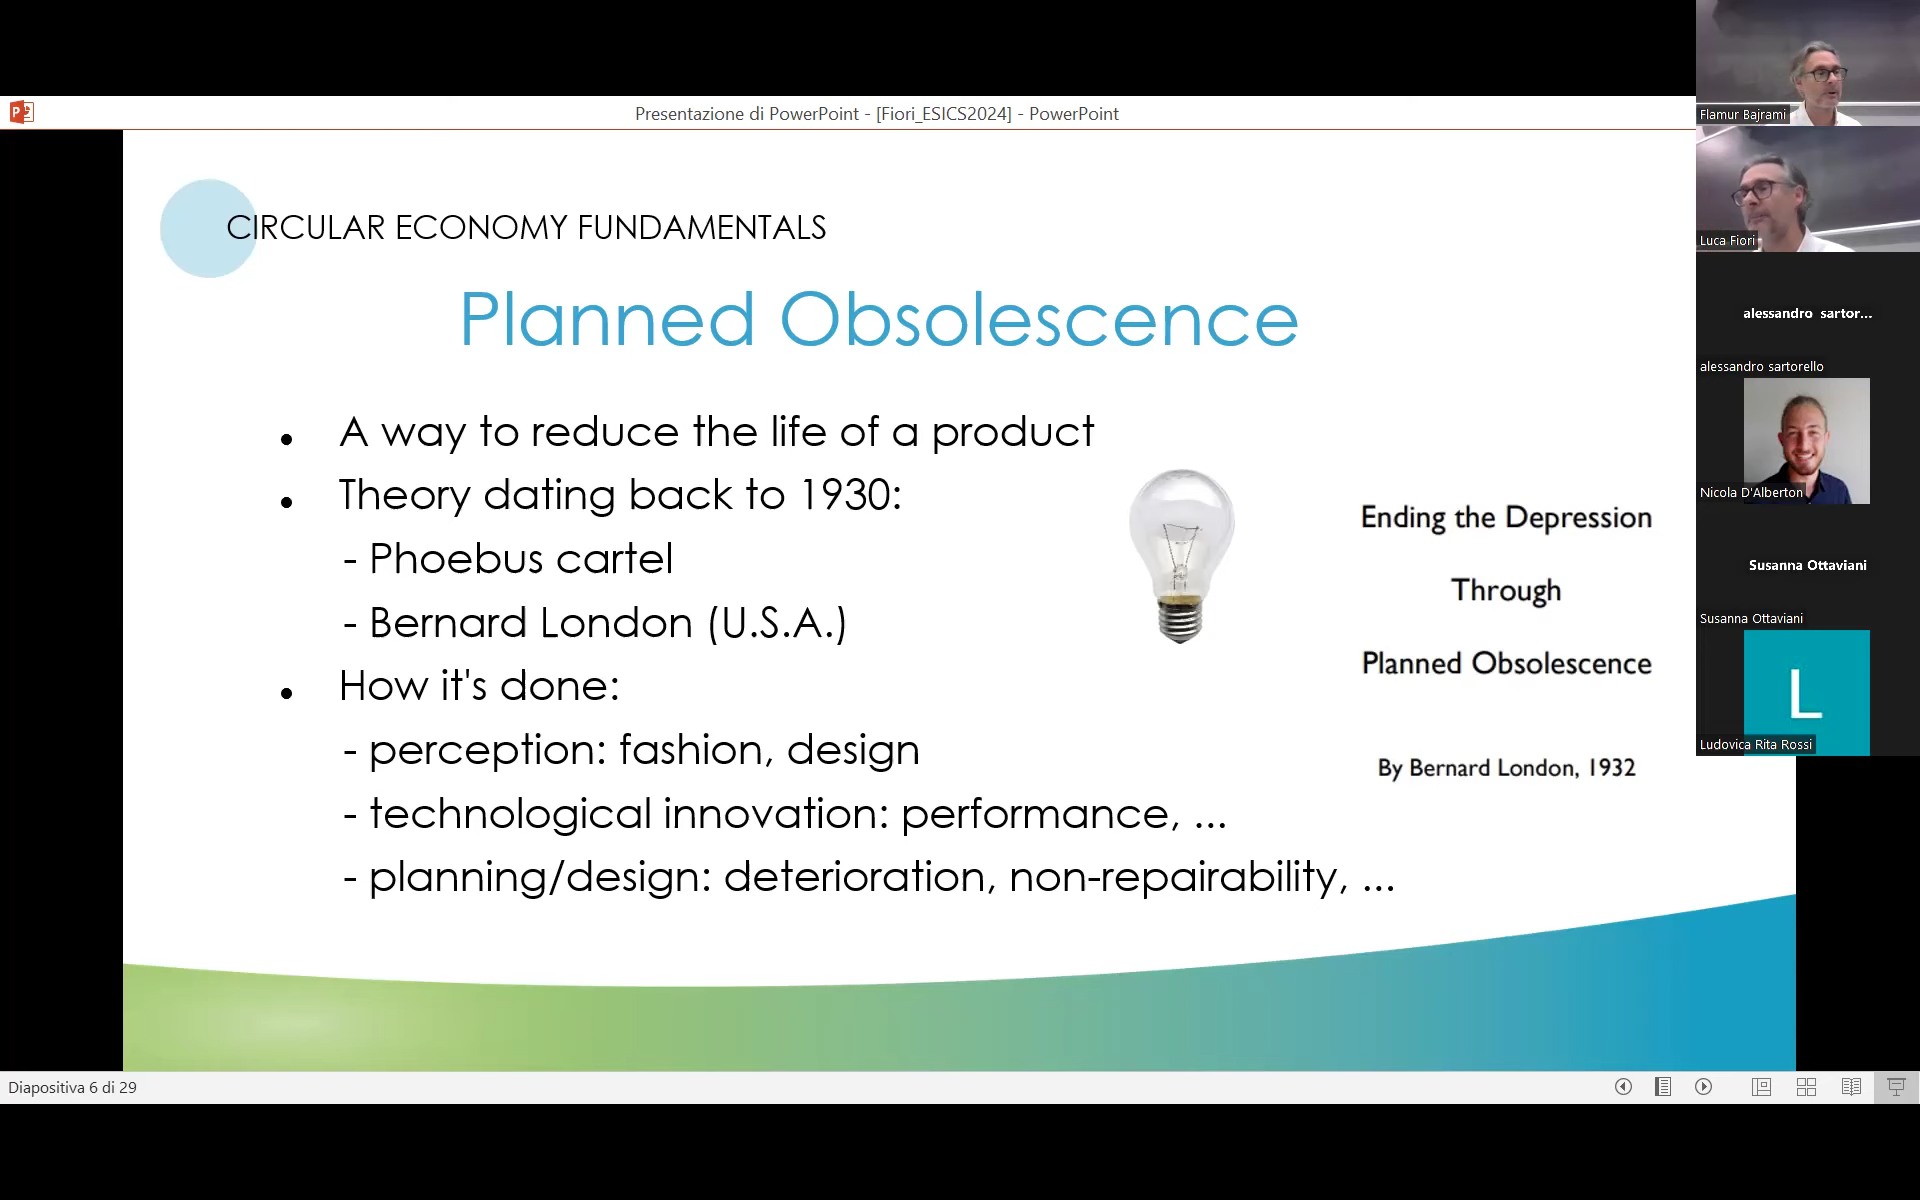 Presentazione di PowerPoint - [Fiori_ESICS2024] - PowerPoint
CIRCULAR ECONOMY FUNDAMENTALS
Planned Obsolescence
• A way to reduce the life of a product
• Theory dating back to 1930:
- Phoebus cartel
- Bernard London (U.S.A.)
• How it's done:
- perception: fashion, design
- technological innovation: performance, ...
- planning/design: deterioration, non-repairability, ...
Ending the Depression
Through
Planned Obsolescence
By Bernard London, 1932
Flamur Bajrami
Luca Fiori
alessandro sartor...
alessandro sartorello
Nicola D'Alberton
Susanna Ottaviani
Susanna Ottaviani
L
Ludovica Rita Rossi
Diapositiva 6 di 29